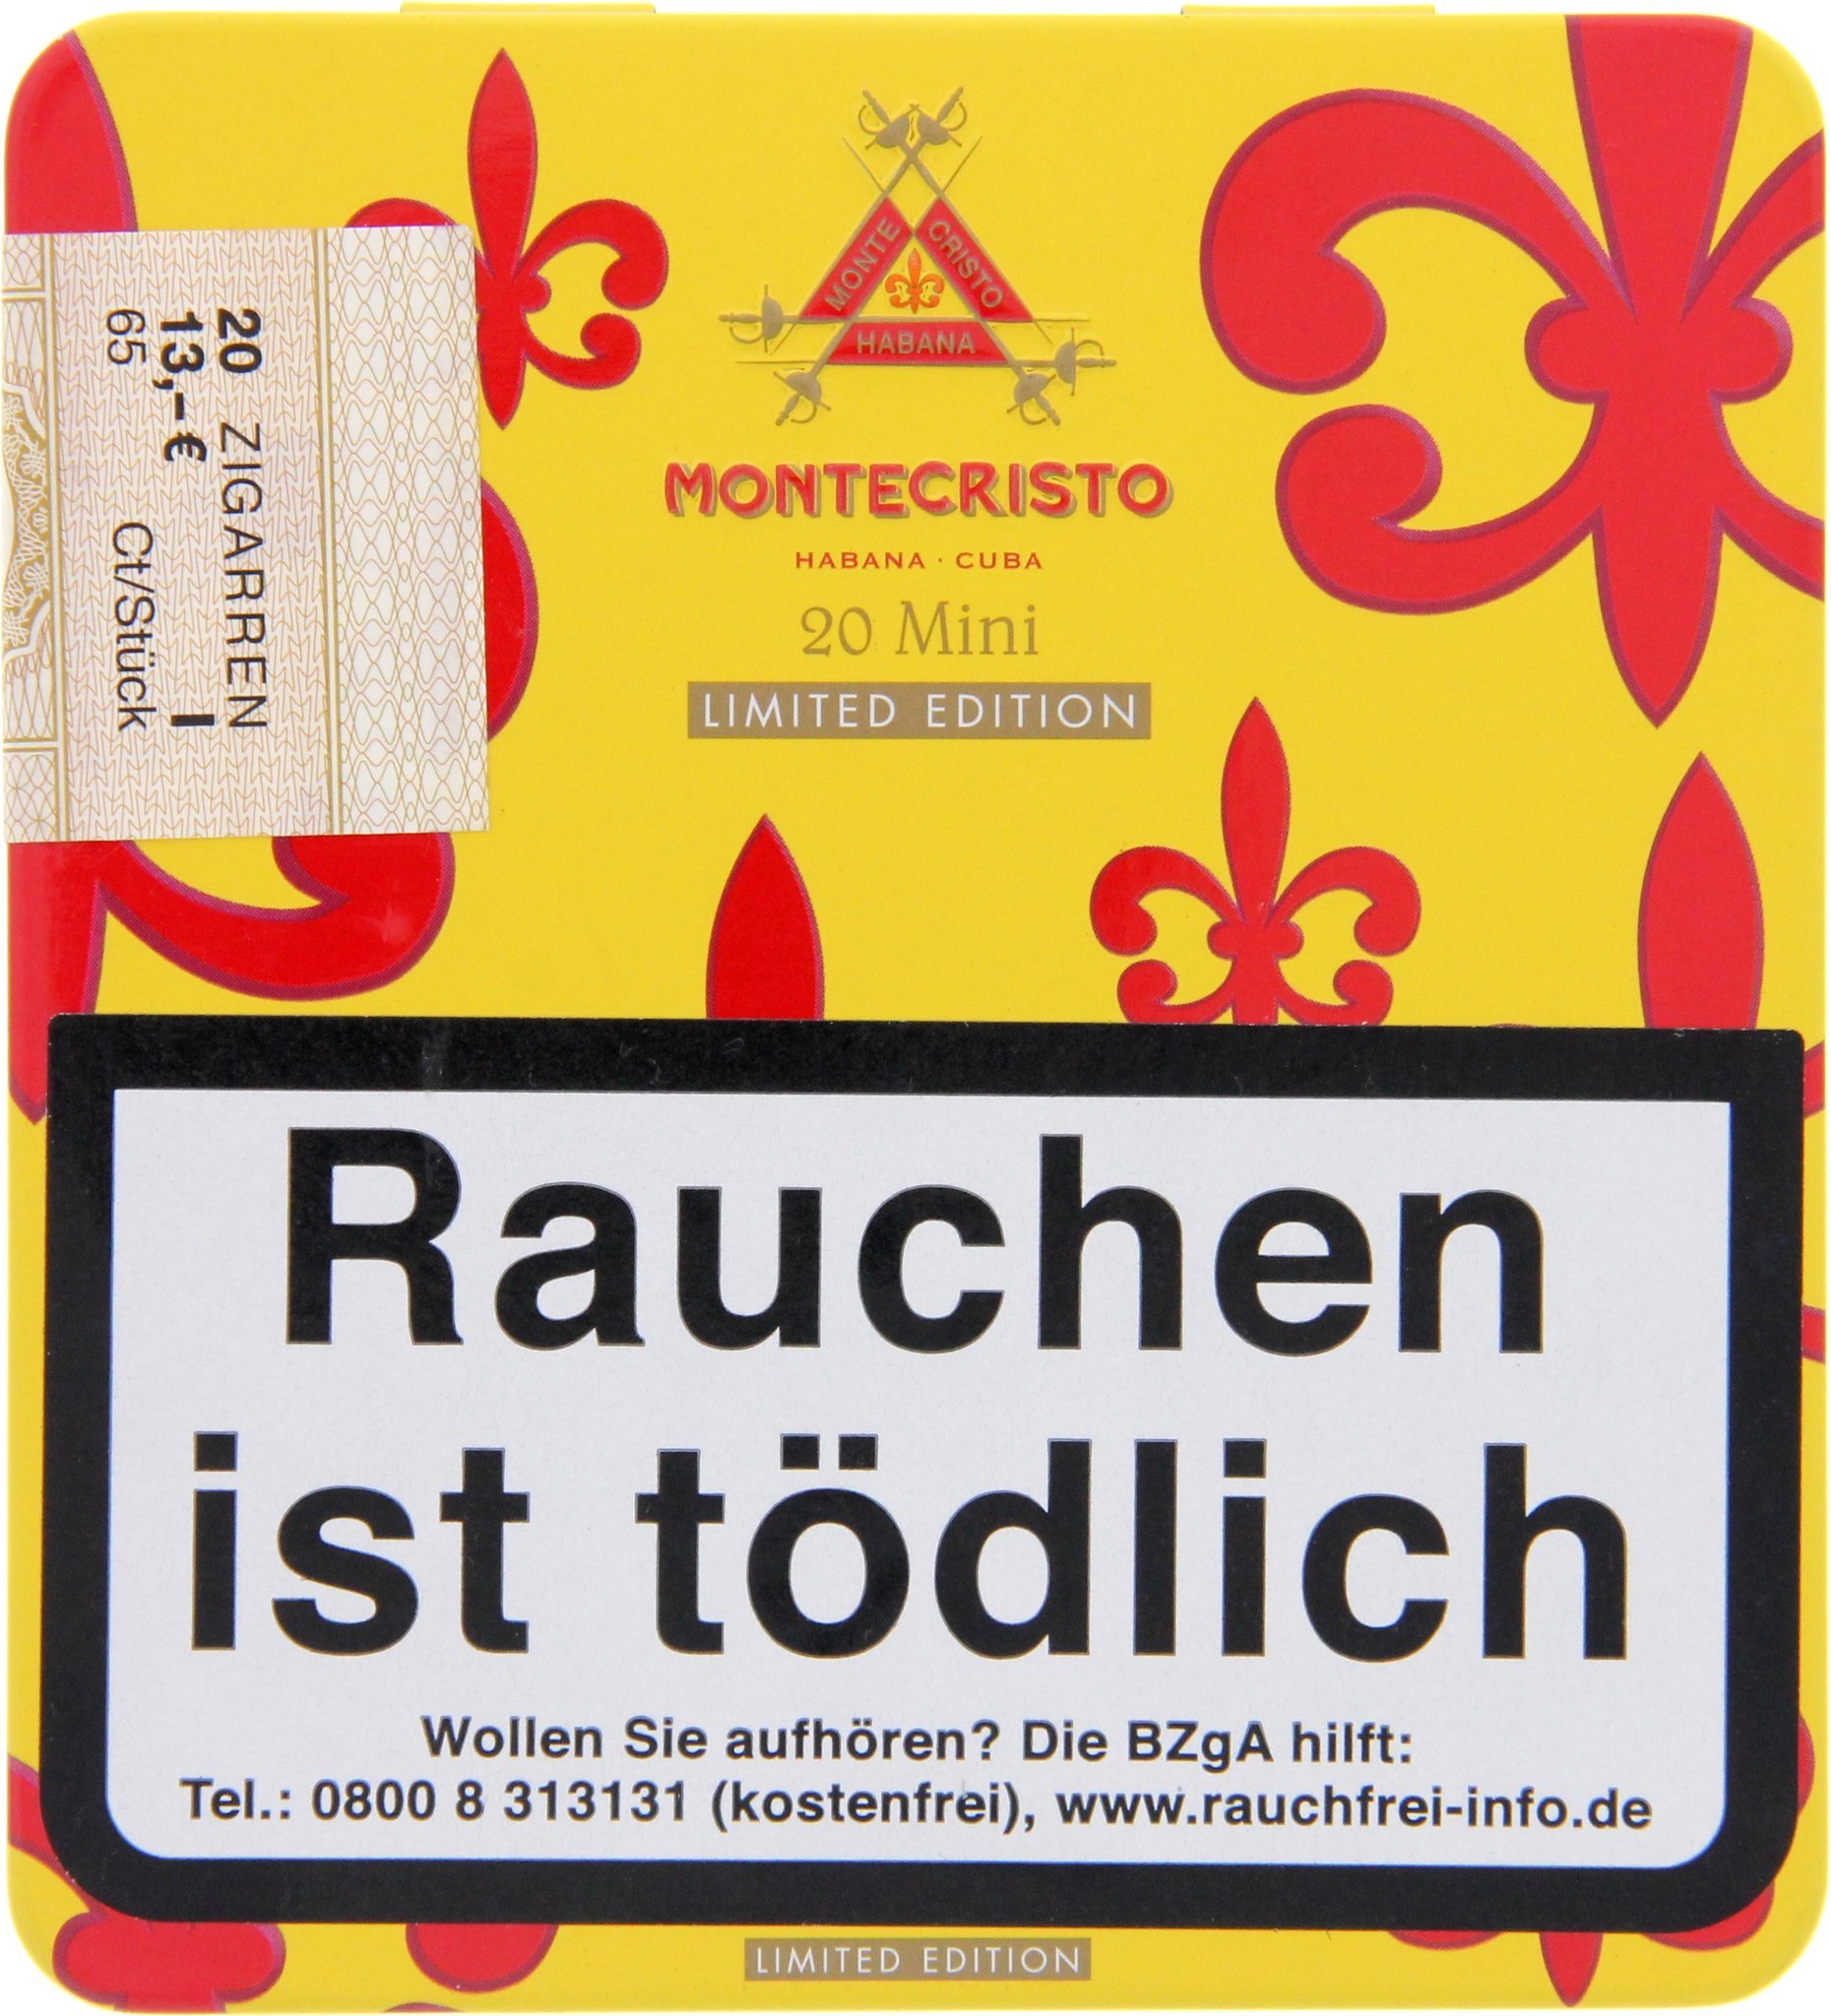 MONTE CRISTO
HABANA
MONTECRISTO
HABANA · CUBA
20 Mini
LIMITED EDITION
20 ZIGARREN
13,- € I
65 Ct/Stück
Rauchen
ist tödlich
Wollen Sie aufhören? Die BZgA hilft:
Tel.: 0800 8 313131 (kostenfrei), www.rauchfrei-info.de
LIMITED EDITION